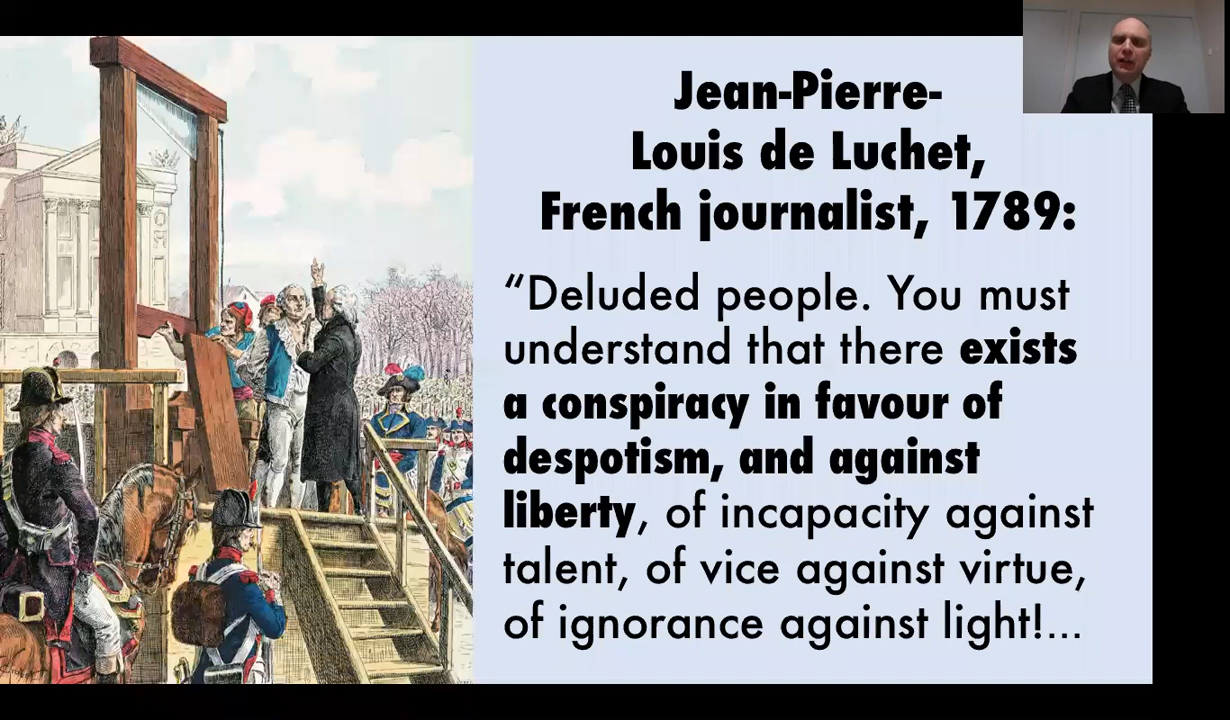 Jean-Pierre-
Louis de Luchet,
French journalist, 1789:
“Deluded people. You must
understand that there exists
a conspiracy in favour of
despotism, and against
liberty, of incapacity against
talent, of vice against virtue,
of ignorance against light!...